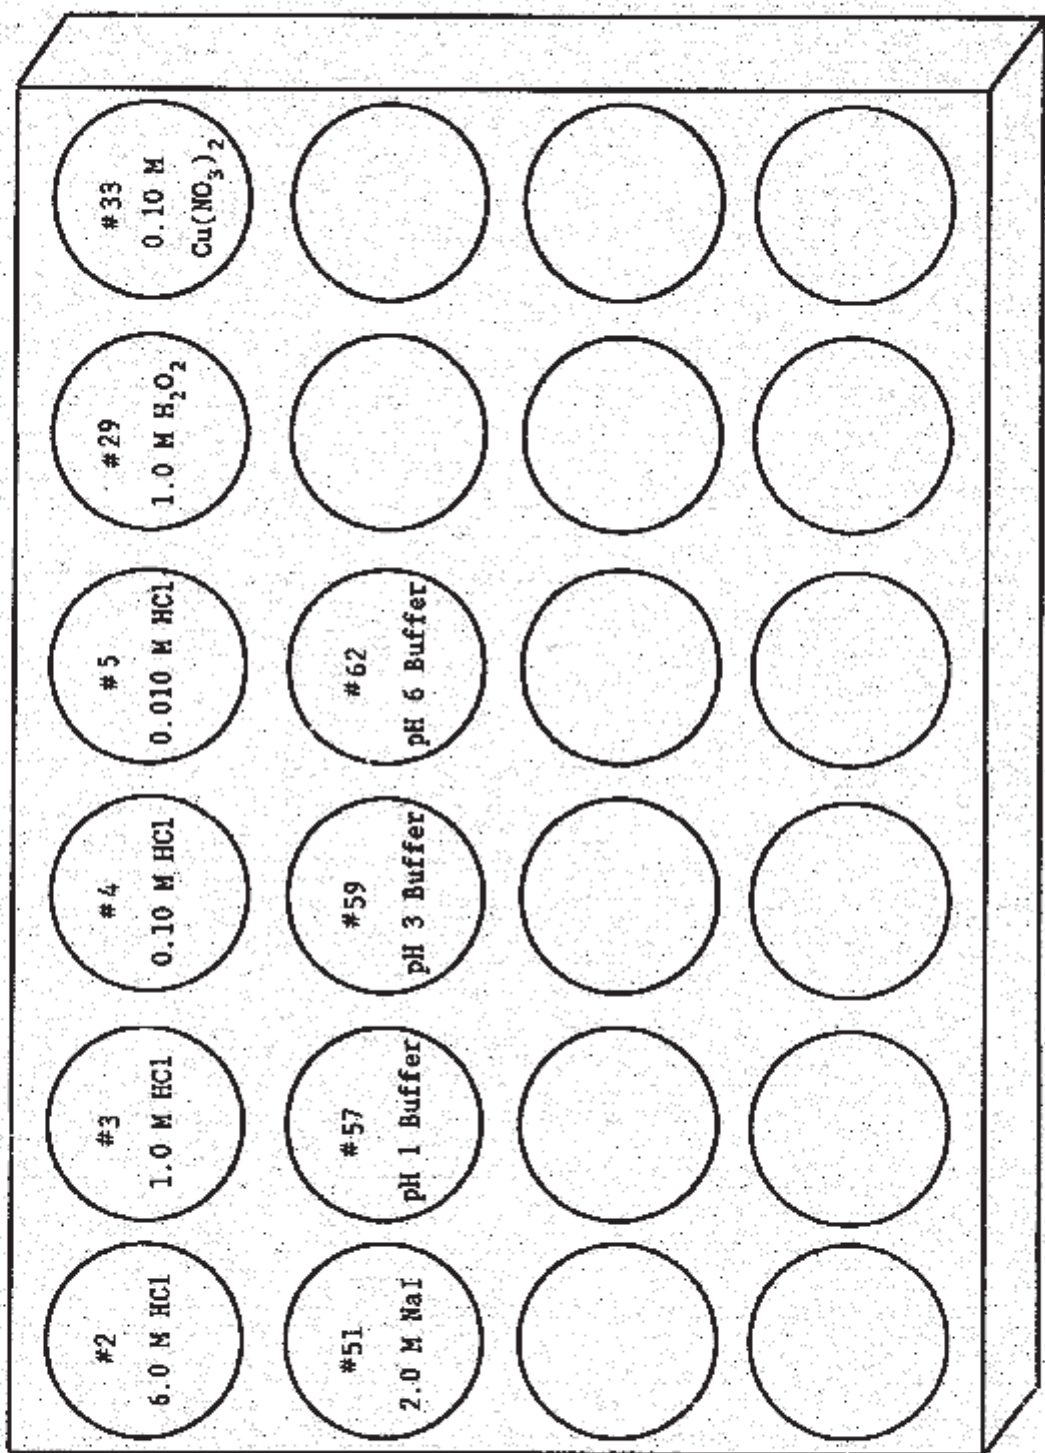 #2
6.0 M HCl
#3
1.0 M HCl
#4
0.10 M HCl
#5
0.010 M HCl
#29
1.0 M H₂O₂
#33
0.10 M
Cu(NO₃)₂
#51
2.0 M NaI
#57
pH 1 Buffer
#59
pH 3 Buffer
#62
pH 6 Buffer